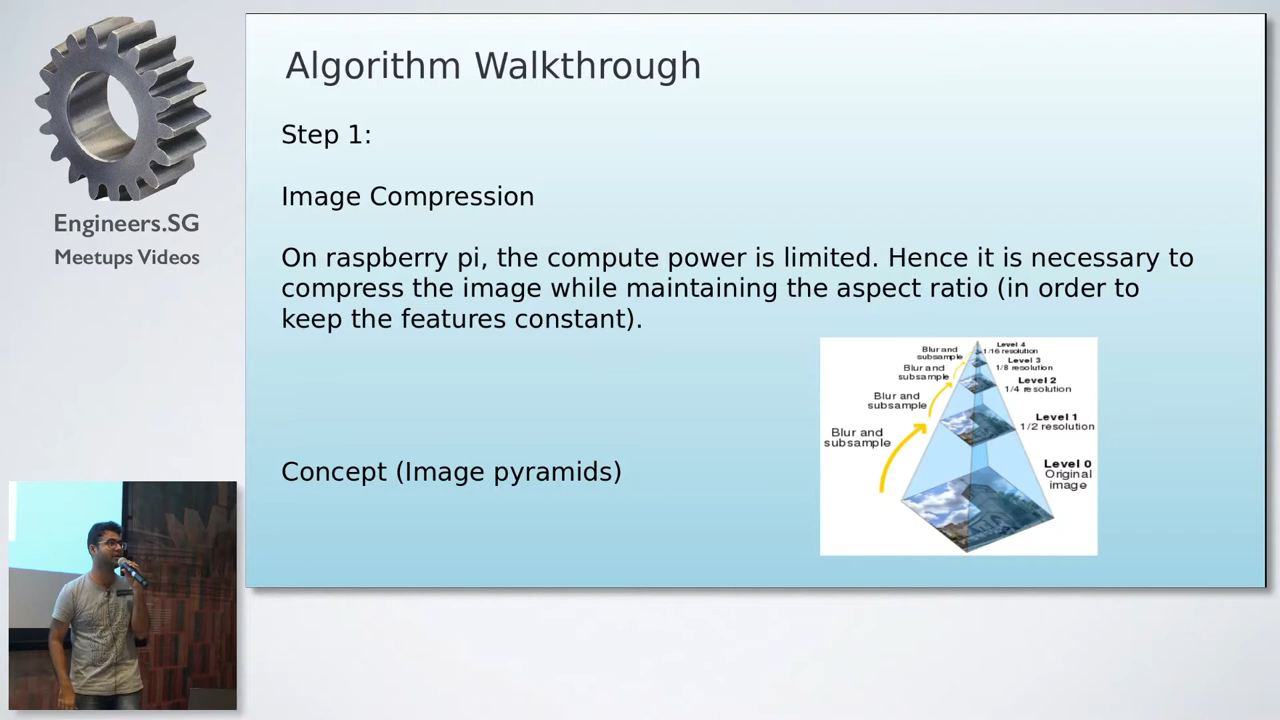 Engineers.SG
Meetups Videos
Algorithm Walkthrough
Step 1:
Image Compression
On raspberry pi, the compute power is limited. Hence it is necessary to
compress the image while maintaining the aspect ratio (in order to
keep the features constant).
Concept (Image pyramids)
Blur and
subsample
Blur and
subsample
Blur and
subsample
Blur and
subsample
Level 4
1/16 resolution
Level 3
1/8 resolution
Level 2
1/4 resolution
Level 1
1/2 resolution
Level 0
Original
image